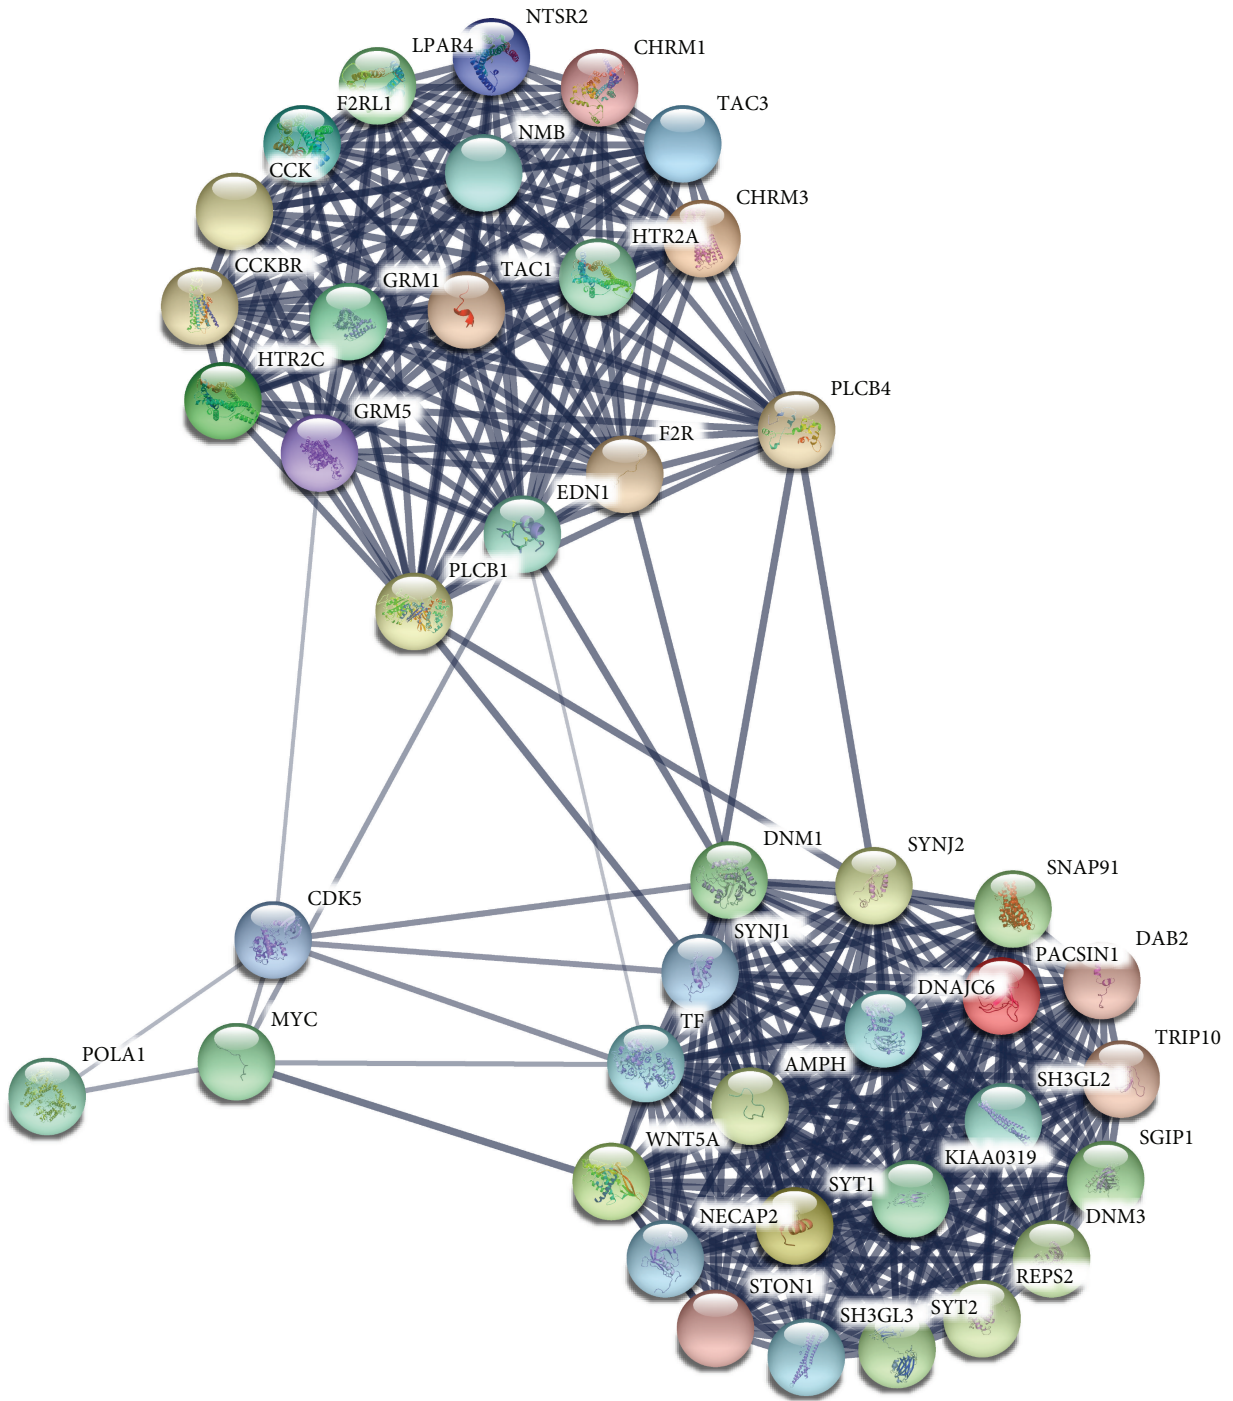 NTSR2
LPAR4
CHRM1
F2RL1
TAC3
NMB
CCK
CHRM3
HTR2A
CCKBR
TAC1
GRM1
HTR2C
PLCB4
GRM5
F2R
EDN1
PLCB1
DNM1
SYNJ2
SNAP91
CDK5
SYNJ1
DAB2
PACSIN1
DNAJC6
MYC
TF
TRIP10
POLA1
AMPH
SH3GL2
WNT5A
SGIP1
KIAA0319
SYT1
NECAP2
DNM3
REPS2
STON1
SYT2
SH3GL3